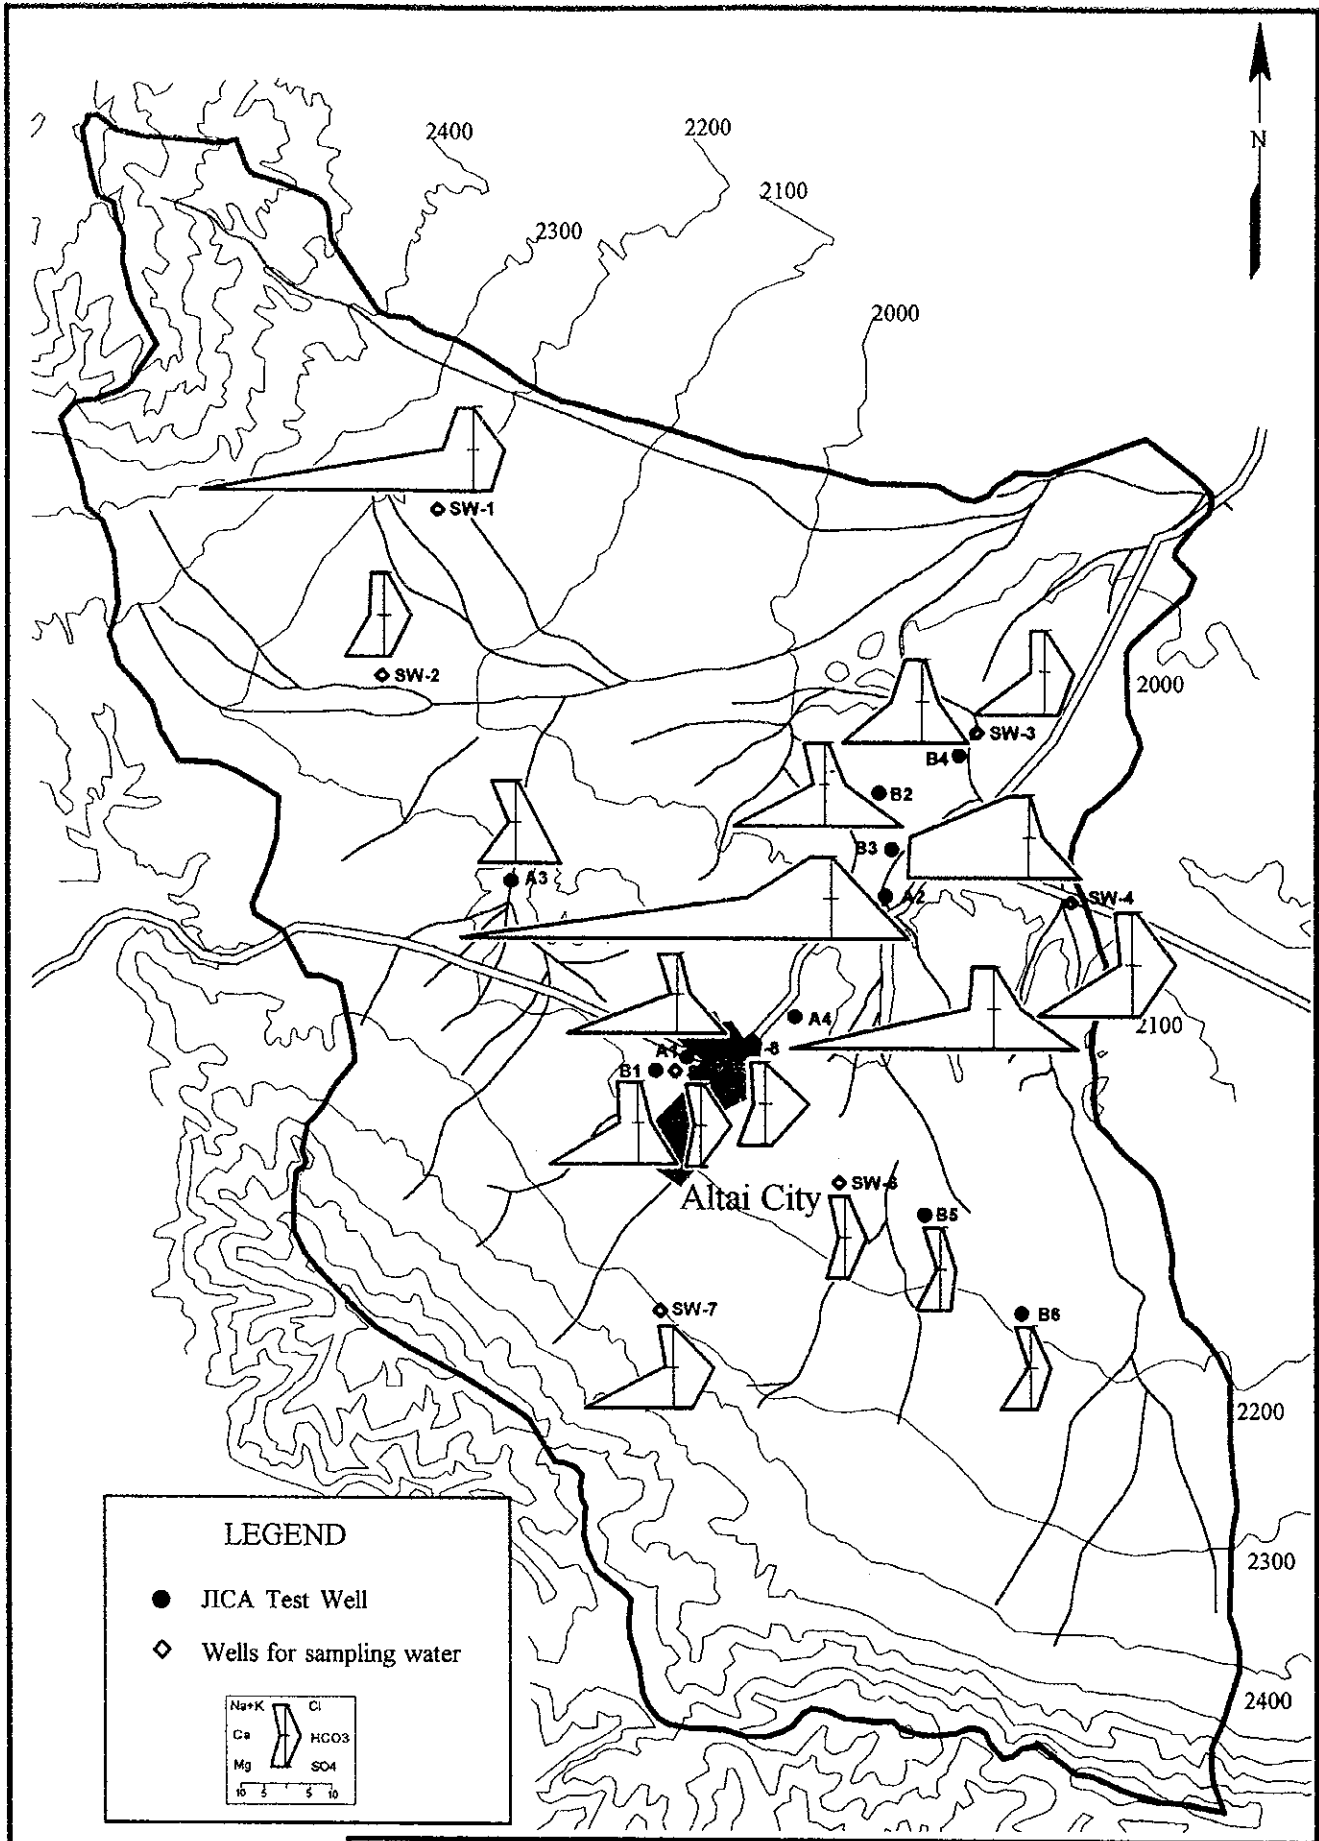 2400
2200
N
2100
2300
2000
SW-1
SW-2
2000
SW-3
B4
B2
B3
A3
A2
SW-4
A4
2100
A1
-8
B1
SW-6
Altai City
B5
SW-7
B6
2200
LEGEND
JICA Test Well
Wells for sampling water
2300
2400
Na+K Cl
Ca HCO3
Mg SO4
10 5 5 10